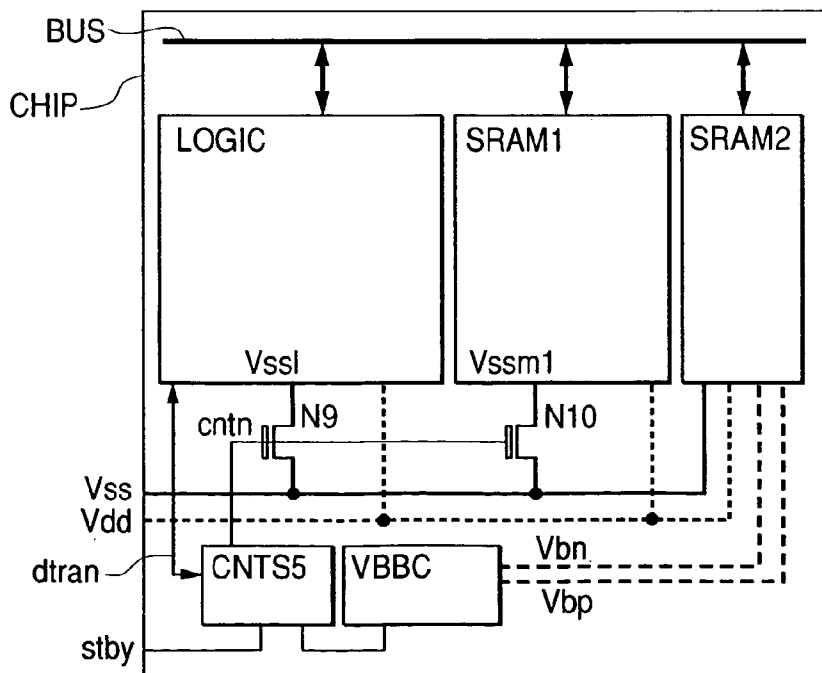 BUS
CHIP
LOGIC
SRAM1
SRAM2
Vssl
Vssm1
cntn
N9
N10
Vss
Vdd
dtran
CNTS5
VBBC
Vbn
Vbp
stby